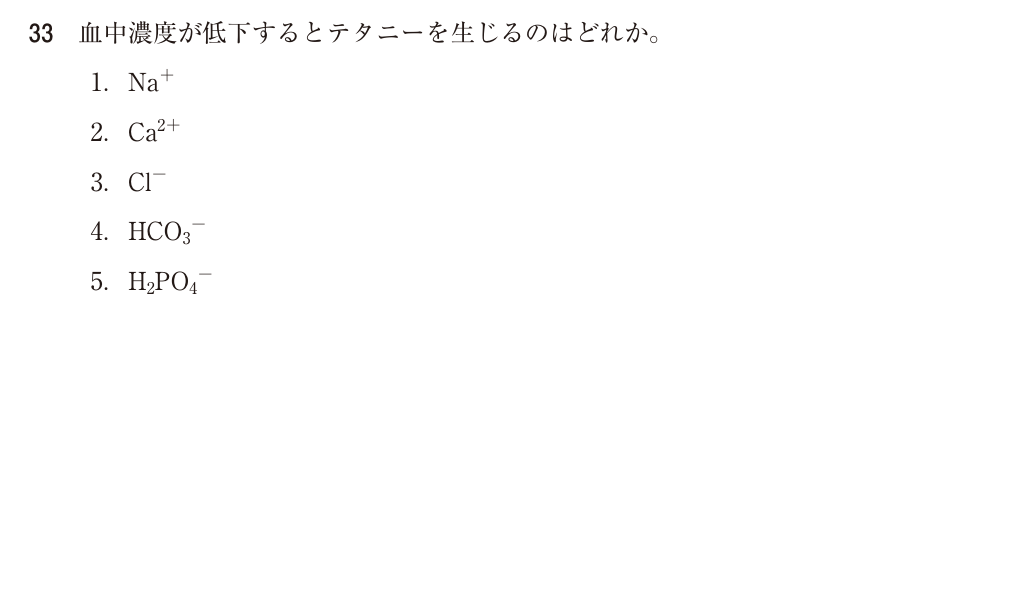 33 血中濃度が低下するとテタニーを生じるのはどれか。
1. Na⁺
2. Ca²⁺
3. Cl⁻
4. HCO₃⁻
5. H₂PO₄⁻